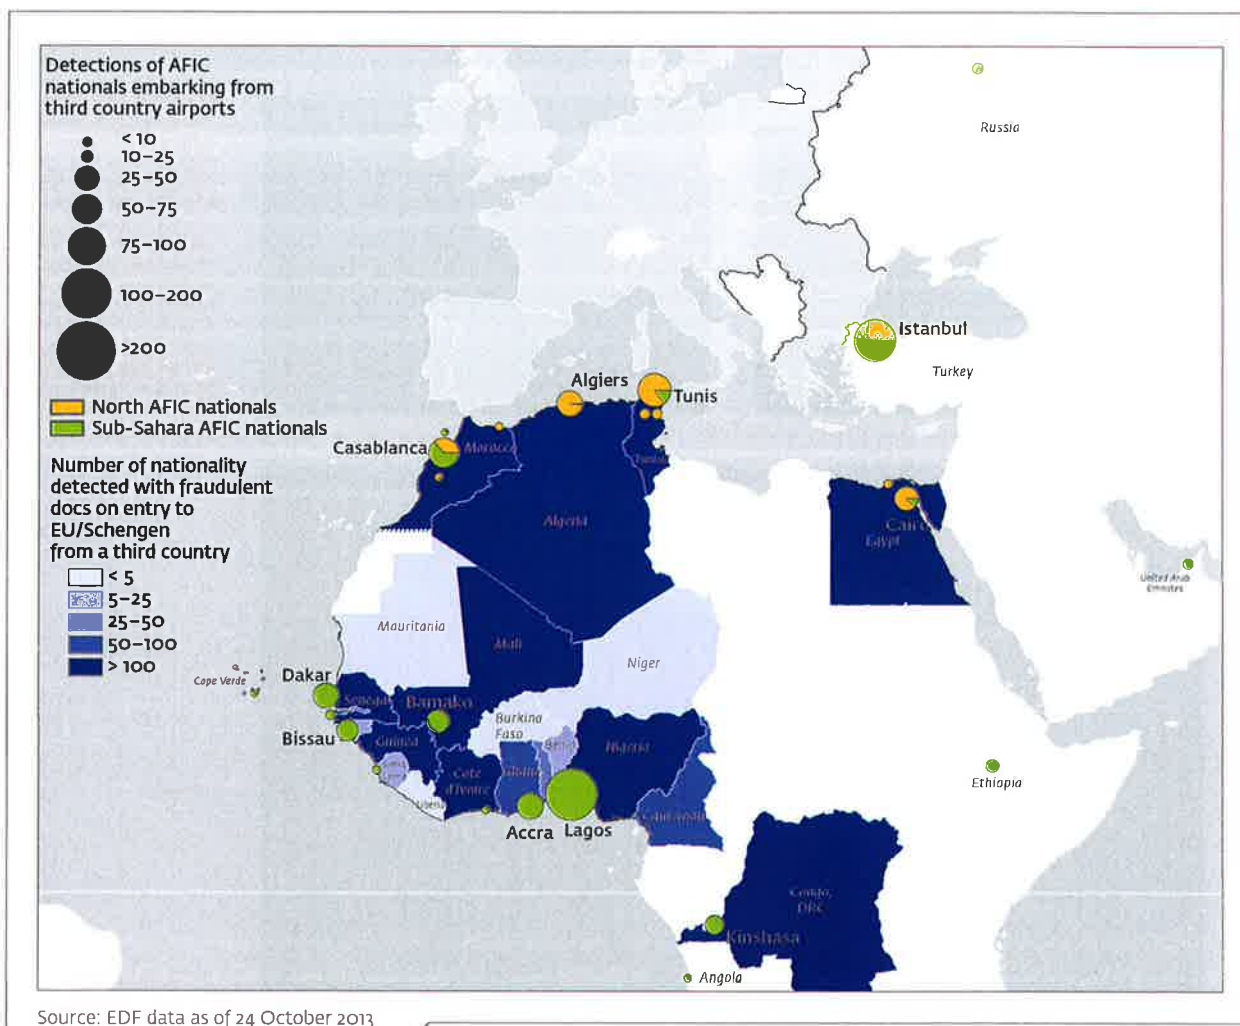 Detections of AFIC
nationals embarking from
third country airports
< 10
10–25
25–50
50–75
75–100
100–200
>200
North AFIC nationals
Sub-Sahara AFIC nationals
Number of nationality
detected with fraudulent
docs on entry to
EU/Schengen
from a third country
< 5
5–25
25–50
50–100
> 100
Russia
Istanbul
Turkey
Algiers
Tunis
Casablanca
Morocco
Tunisia
Algeria
Cairo
Egypt
United Arab
Emirates
Mauritania
Mali
Niger
Cape Verde
Dakar
Senegal
Bamako
Burkina
Faso
Bissau
Guinea
Benin
Nigeria
Cote
d'Ivoire
Ghana
Liberia
Ethiopia
Cameroon
Accra
Lagos
Congo,
DRC
Kinshasa
Angola
Source: EDF data as of 24 October 2013